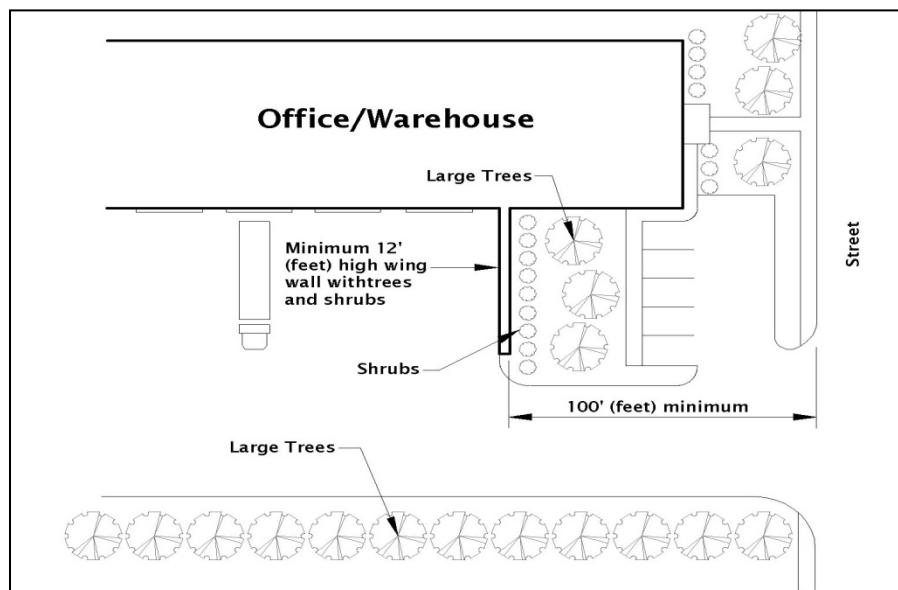 Office/Warehouse
Large Trees
Minimum 12'
(feet) high wing
wall withtrees
and shrubs
Street
Shrubs
100' (feet) minimum
Large Trees